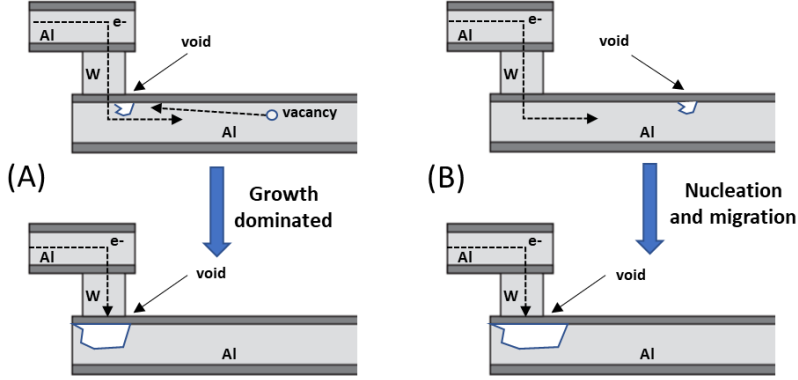 e-
Al
W
void
vacancy
Al
(A)
Growth
dominated
e-
Al
W
void
Al
e-
Al
W
void
Al
(B)
Nucleation
and migration
e-
Al
W
void
Al